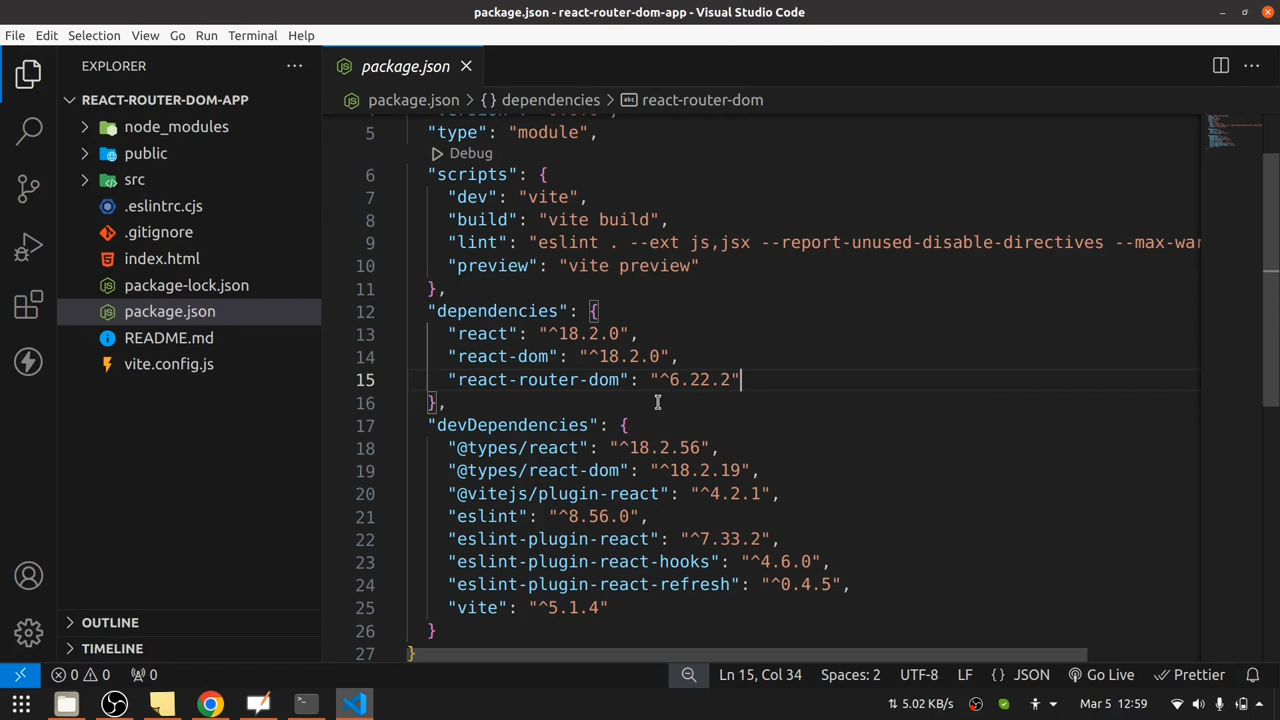 package.json - react-router-dom-app - Visual Studio Code
File Edit Selection View Go Run Terminal Help
EXPLORER
REACT-ROUTER-DOM-APP
node_modules
public
src
.eslintrc.cjs
.gitignore
index.html
package-lock.json
package.json
README.md
vite.config.js
OUTLINE
TIMELINE
package.json
package.json > {} dependencies > abc react-router-dom
5 "type": "module",
Debug
6 "scripts": {
7 "dev": "vite",
8 "build": "vite build",
9 "lint": "eslint . --ext js,jsx --report-unused-disable-directives --max-war
10 "preview": "vite preview"
11 },
12 "dependencies": {
13 "react": "^18.2.0",
14 "react-dom": "^18.2.0",
15 "react-router-dom": "^6.22.2"
16 },
17 "devDependencies": {
18 "@types/react": "^18.2.56",
19 "@types/react-dom": "^18.2.19",
20 "@vitejs/plugin-react": "^4.2.1",
21 "eslint": "^8.56.0",
22 "eslint-plugin-react": "^7.33.2",
23 "eslint-plugin-react-hooks": "^4.6.0",
24 "eslint-plugin-react-refresh": "^0.4.5",
25 "vite": "^5.1.4"
26 }
27 }
0 0 0 Ln 15, Col 34 Spaces: 2 UTF-8 LF {} JSON Go Live Prettier
5.02 KB/s Mar 5 12:59